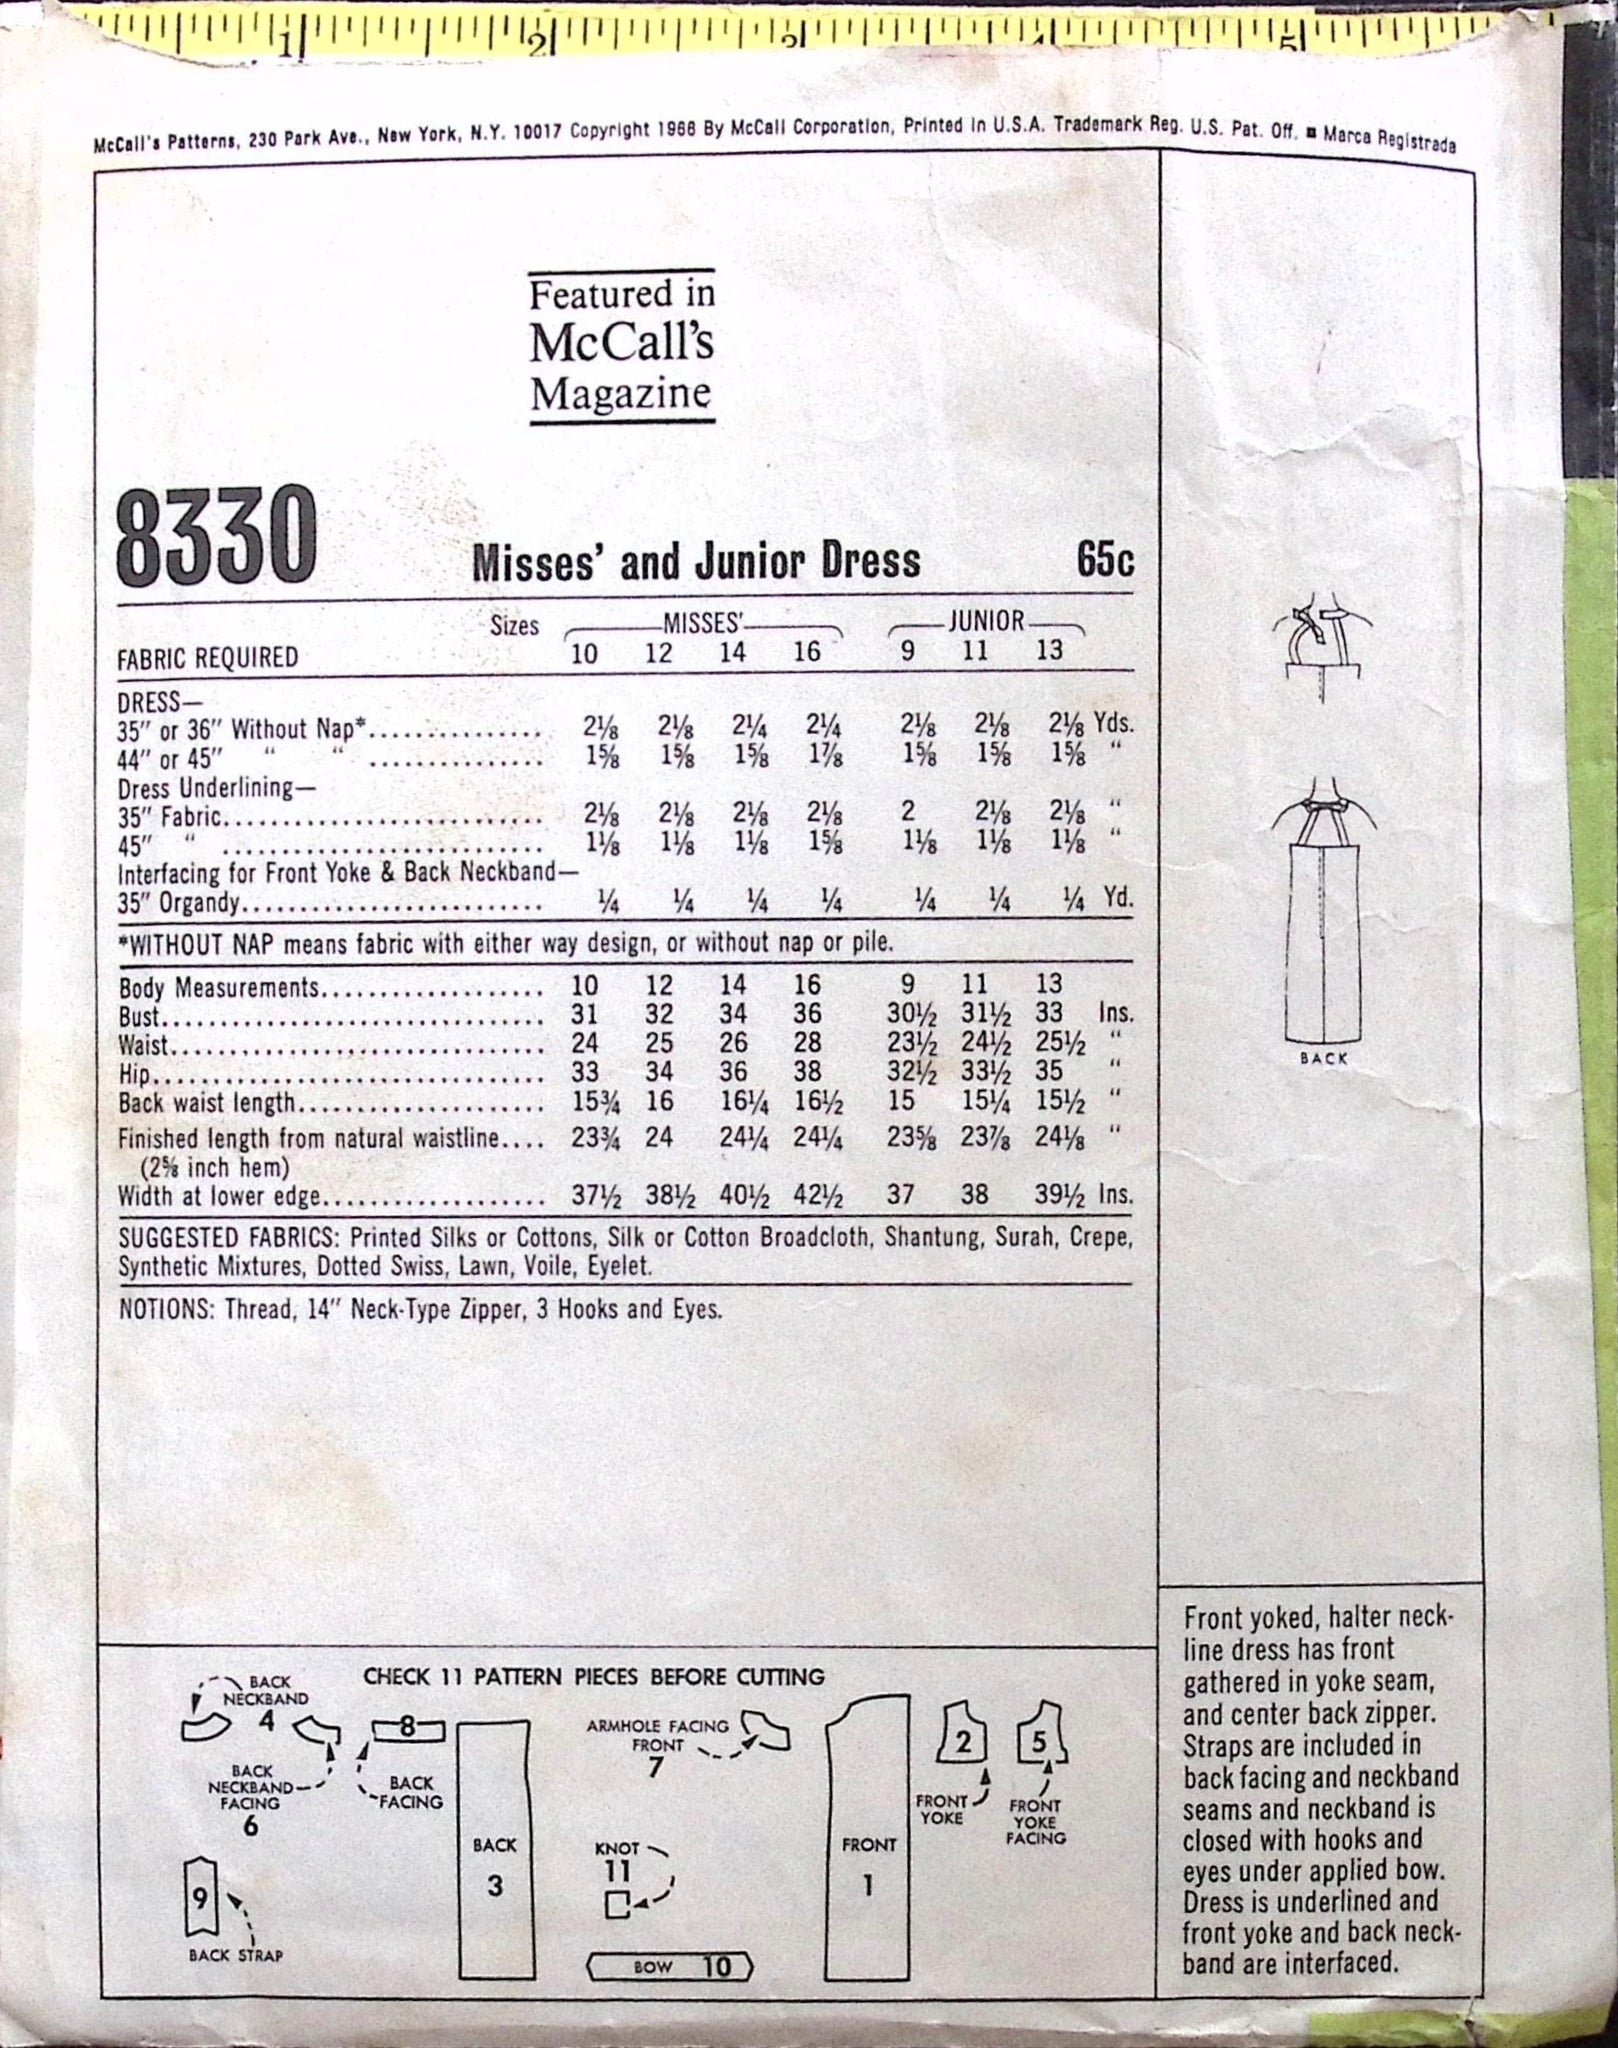 1 2 3 4 5
McCall's Patterns, 230 Park Ave., New York, N.Y. 10017 Copyright 1966 By McCall Corporation, Printed in U.S.A. Trademark Reg. U.S. Pat. Off. ■ Marca Registrada
Featured in
McCall's
Magazine
8330 Misses' and Junior Dress 65c
Sizes MISSES' JUNIOR
FABRIC REQUIRED 10 12 14 16 9 11 13
DRESS—
35" or 36" Without Nap*............... 2⅛ 2⅛ 2¼ 2¼ 2⅛ 2⅛ 2⅛ Yds.
44" or 45" " " ............... 1⅝ 1⅝ 1⅝ 1⅞ 1⅝ 1⅝ 1⅝ "
Dress Underlining—
35" Fabric........................... 2⅛ 2⅛ 2⅛ 2⅛ 2 2⅛ 2⅛ "
45" " ........................... 1⅛ 1⅛ 1⅛ 1⅝ 1⅛ 1⅛ 1⅛ "
Interfacing for Front Yoke & Back Neckband—
35" Organdy.......................... ¼ ¼ ¼ ¼ ¼ ¼ ¼ Yd.
*WITHOUT NAP means fabric with either way design, or without nap or pile.
Body Measurements................... 10 12 14 16 9 11 13
Bust................................. 31 32 34 36 30½ 31½ 33 Ins.
Waist................................ 24 25 26 28 23½ 24½ 25½ "
Hip.................................. 33 34 36 38 32½ 33½ 35 "
Back waist length..................... 15¾ 16 16¼ 16½ 15 15¼ 15½ "
Finished length from natural waistline.... 23¾ 24 24¼ 24¼ 23⅝ 23⅞ 24⅛ "
(2⅝ inch hem)
Width at lower edge................... 37½ 38½ 40½ 42½ 37 38 39½ Ins.
SUGGESTED FABRICS: Printed Silks or Cottons, Silk or Cotton Broadcloth, Shantung, Surah, Crepe,
Synthetic Mixtures, Dotted Swiss, Lawn, Voile, Eyelet.
NOTIONS: Thread, 14" Neck-Type Zipper, 3 Hooks and Eyes.
BACK
CHECK 11 PATTERN PIECES BEFORE CUTTING
BACK
NECKBAND
4
BACK
NECKBAND
FACING
6
8
BACK
FACING
9
BACK STRAP
BACK
3
ARMHOLE FACING
FRONT
7
KNOT
11
BOW 10
FRONT
1
2
FRONT
YOKE
5
FRONT
YOKE
FACING
Front yoked, halter neck-
line dress has front
gathered in yoke seam,
and center back zipper.
Straps are included in
back facing and neckband
seams and neckband is
closed with hooks and
eyes under applied bow.
Dress is underlined and
front yoke and back neck-
band are interfaced.